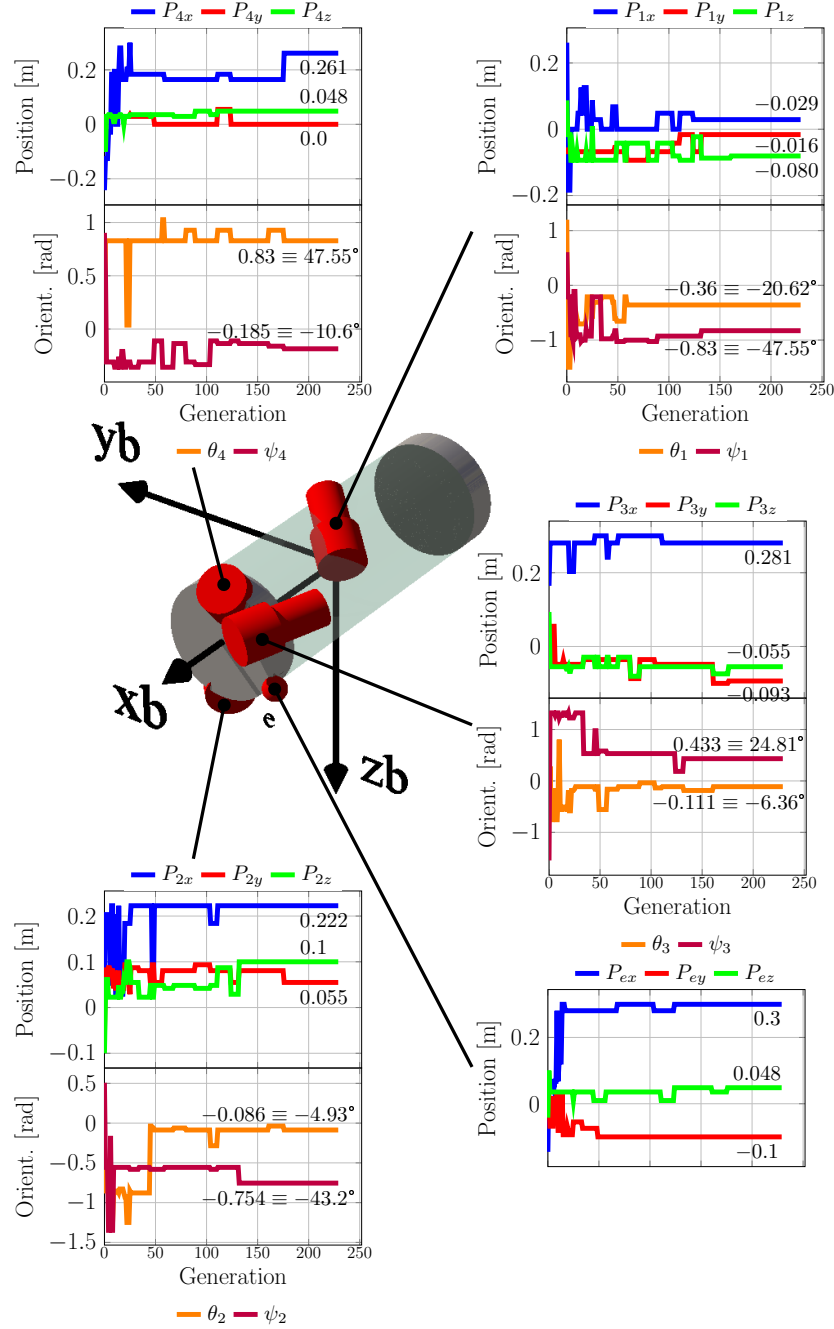 P4x P4y P4z
Position [m]
0.2
0
−0.2
0.261
0.048
0.0
Orient. [rad]
1
0.5
0
0.83 ≡ 47.55°
−0.185 ≡ −10.6°
0 50 100 150 200 250
Generation
θ4 ψ4
P1x P1y P1z
Position [m]
0.2
0
−0.2
−0.029
−0.016
−0.080
Orient. [rad]
1
0
−1
−0.36 ≡ −20.62°
−0.83 ≡ −47.55°
0 50 100 150 200 250
Generation
θ1 ψ1
yb
xb
zb
e
P3x P3y P3z
Position [m]
0.2
0
0.281
−0.055
−0.093
Orient. [rad]
1
0
−1
0.433 ≡ 24.81°
−0.111 ≡ −6.36°
0 50 100 150 200 250
Generation
θ3 ψ3
P2x P2y P2z
Position [m]
0.2
0.1
0
−0.1
0.222
0.1
0.055
Orient. [rad]
0.5
0
−0.5
−1
−1.5
−0.086 ≡ −4.93°
−0.754 ≡ −43.2°
0 50 100 150 200 250
Generation
θ2 ψ2
Pex Pey Pez
Position [m]
0.2
0
0.3
0.048
−0.1